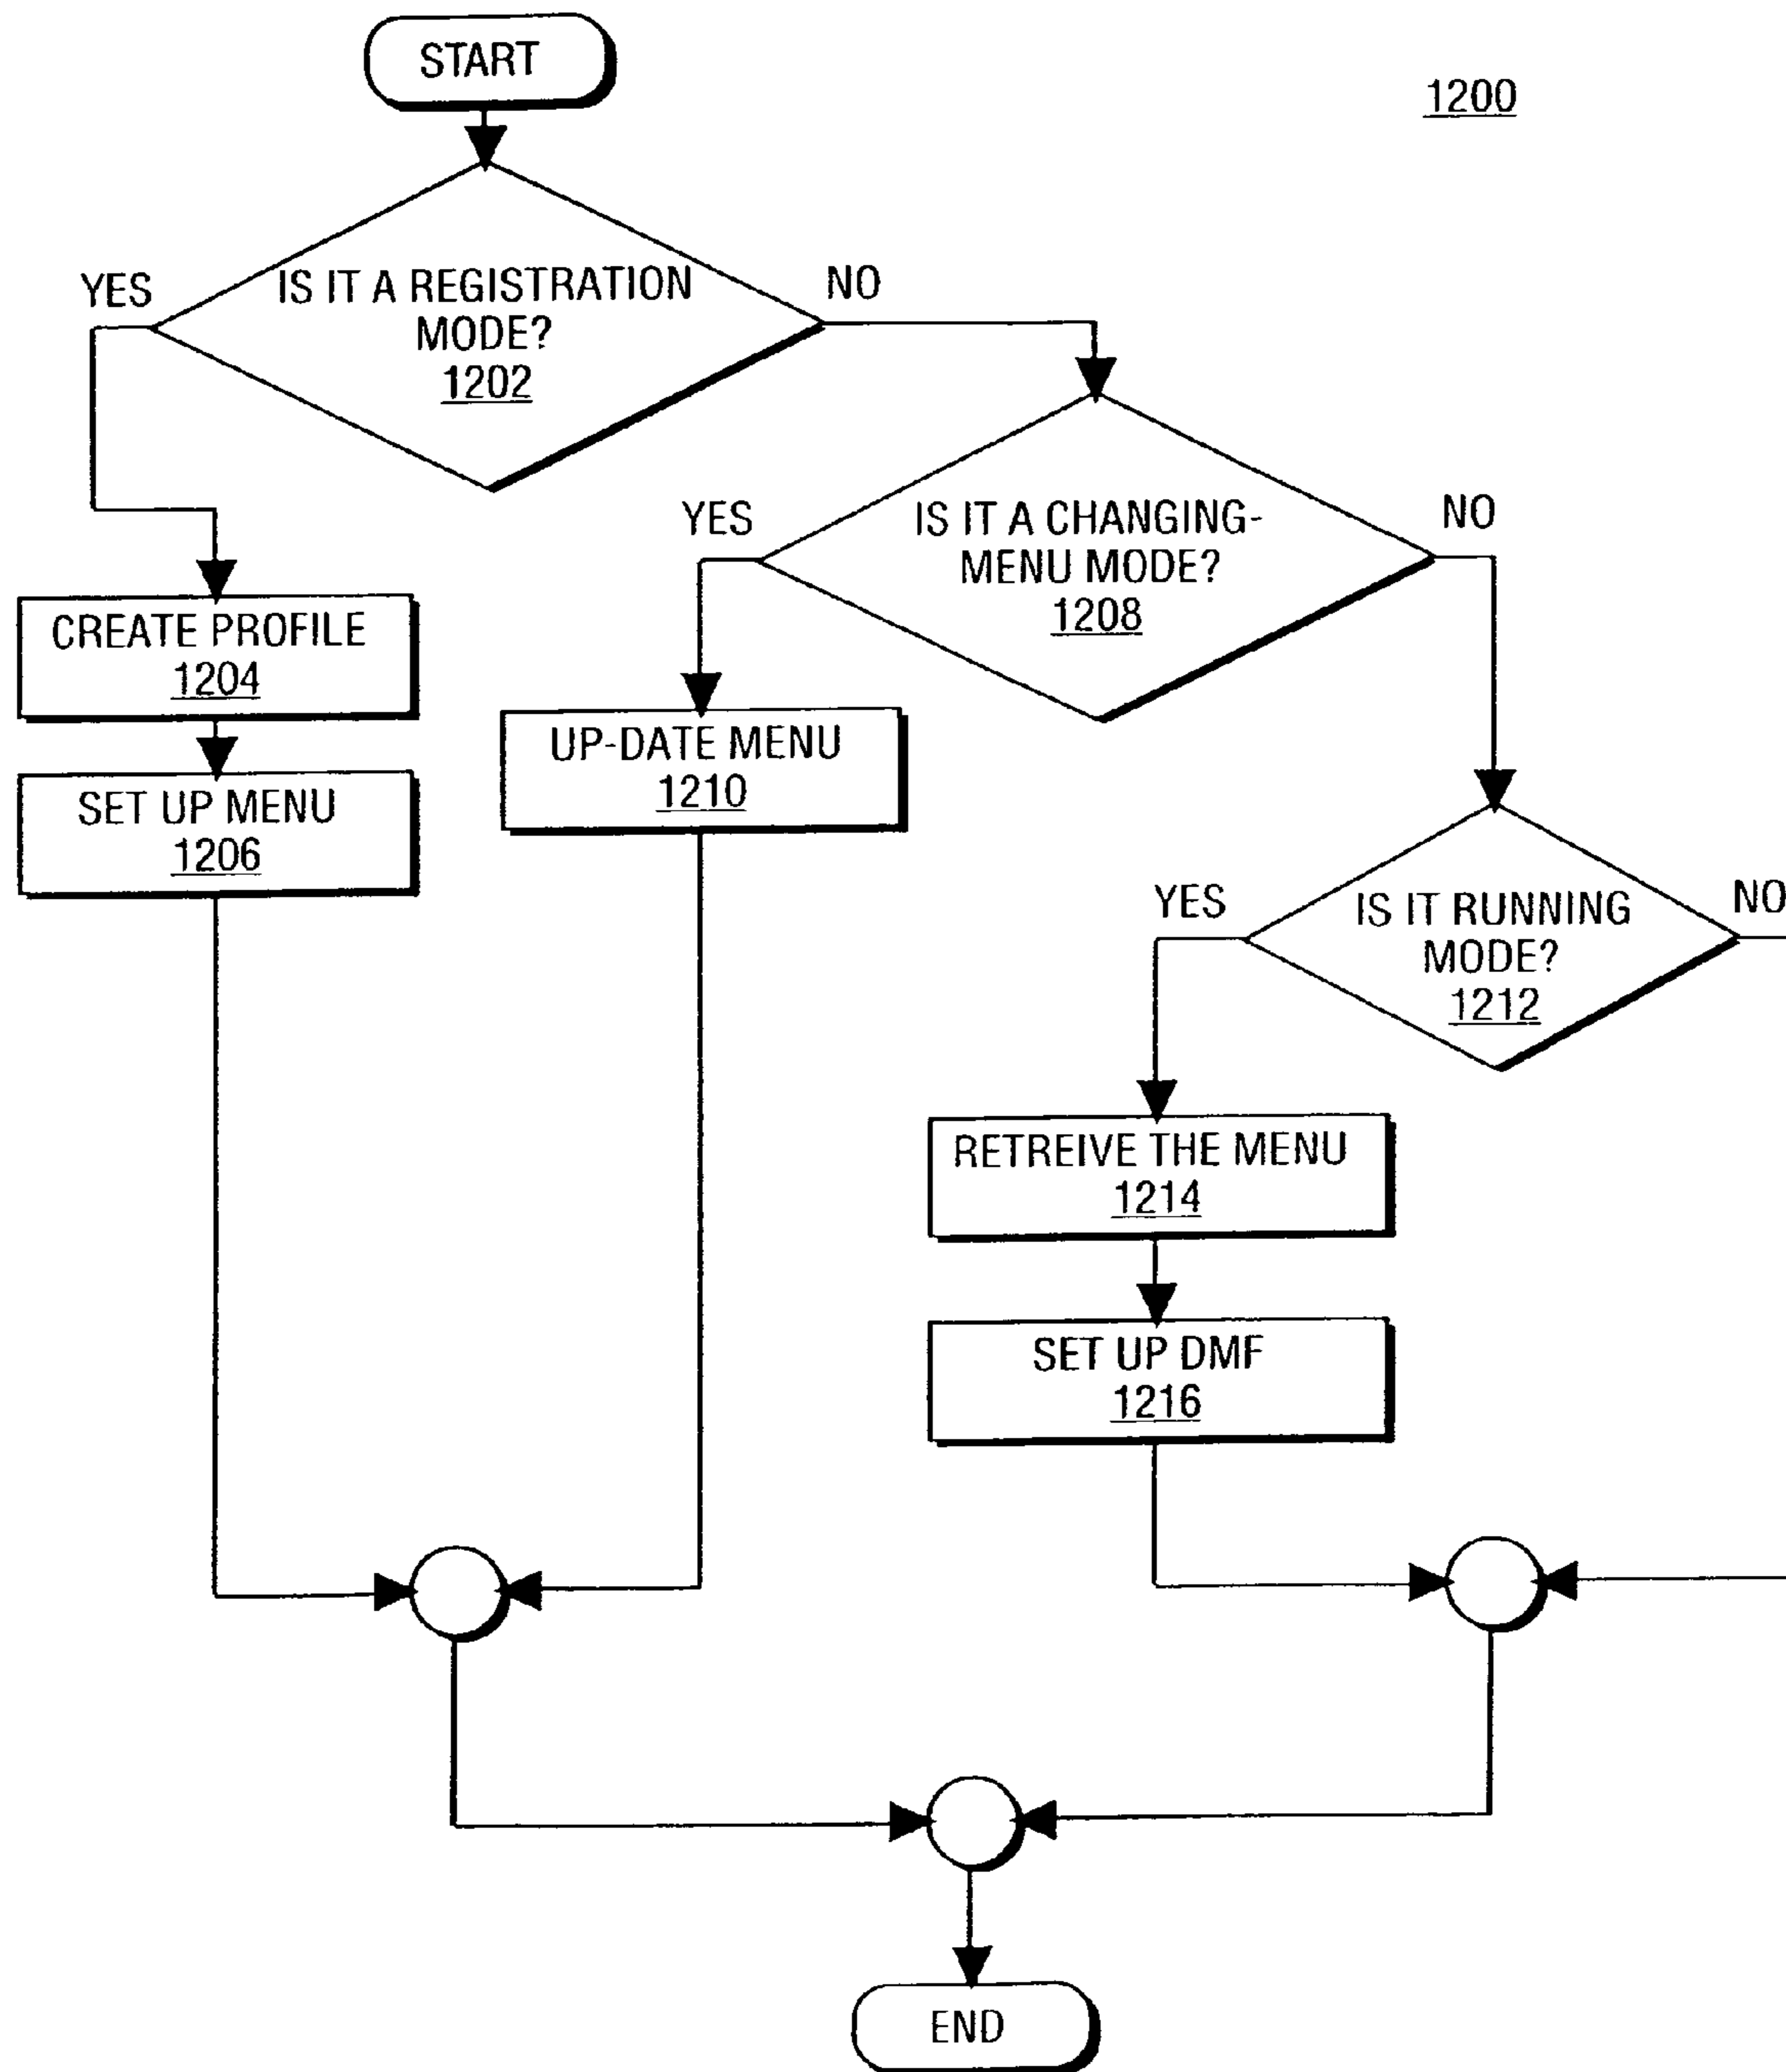 START
1200
YES
IS IT A REGISTRATION
MODE?
1202
NO
YES
IS IT A CHANGING-
MENU MODE?
1208
NO
CREATE PROFILE
1204
UP-DATE MENU
1210
SET UP MENU
1206
YES
IS IT RUNNING
MODE?
1212
NO
RETREIVE THE MENU
1214
SET UP DMF
1216
END